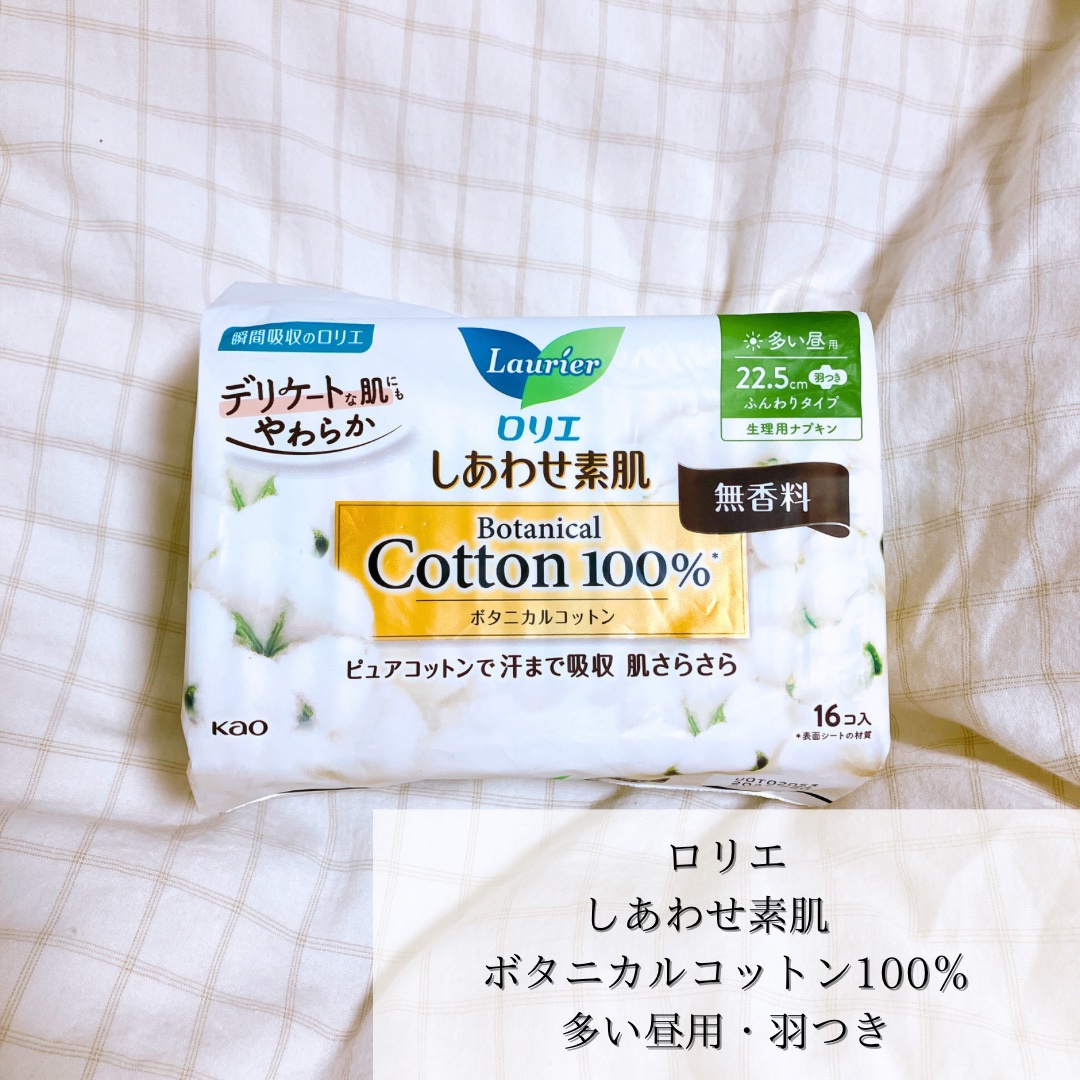 瞬間吸収のロリエ
デリケートな肌にも
やわらか
Laurier
ロリエ
しあわせ素肌
多い昼用
22.5cm 羽つき
ふんわりタイプ
生理用ナプキン
無香料
Botanical
Cotton 100%*
ボタニカルコットン
ピュアコットンで汗まで吸収 肌さらさら
Kao
16コ入
*表面シートの材質
ロリエ
しあわせ素肌
ボタニカルコットン100%
多い昼用・羽つき